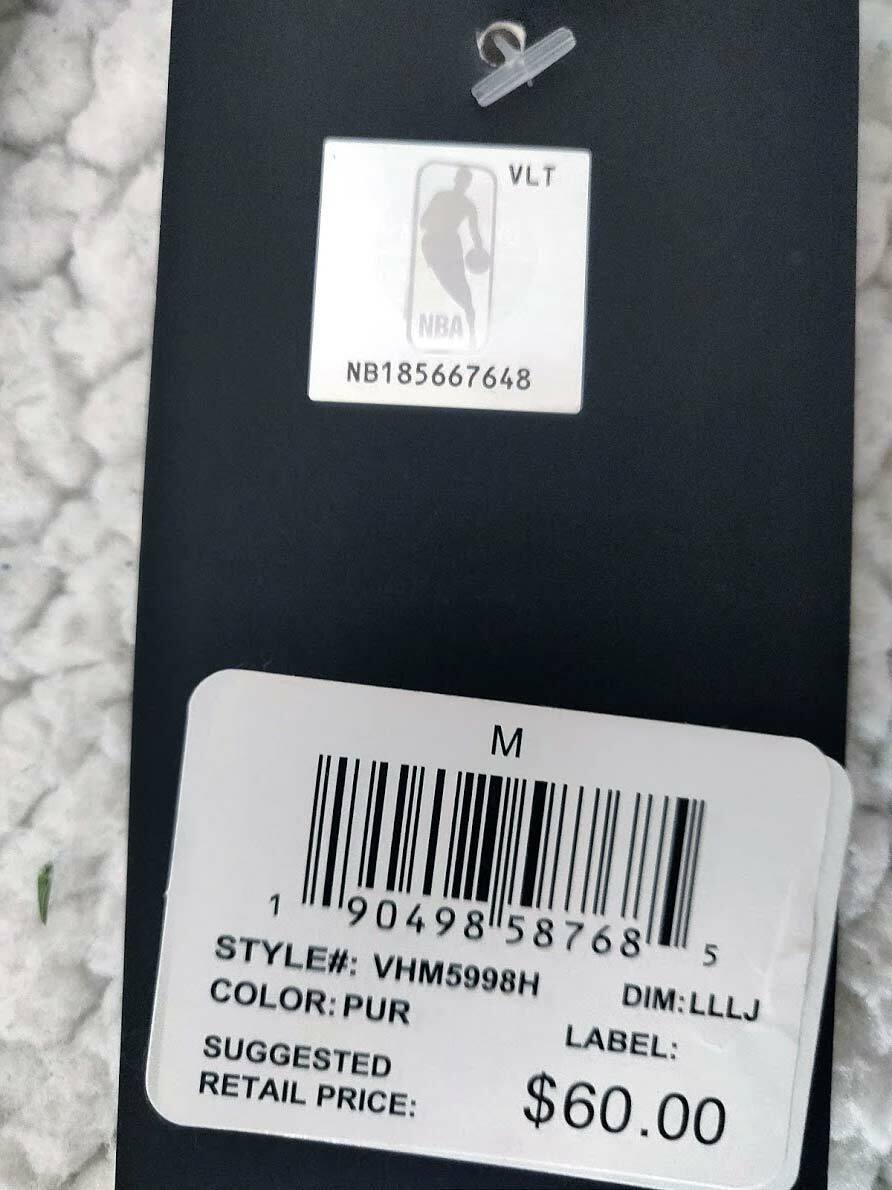 VLT
NBA
NB185667648
M
1 90498 58768 5
STYLE#: VHM5998H
DIM:LLLJ
COLOR:PUR
LABEL:
SUGGESTED
RETAIL PRICE:
$60.00